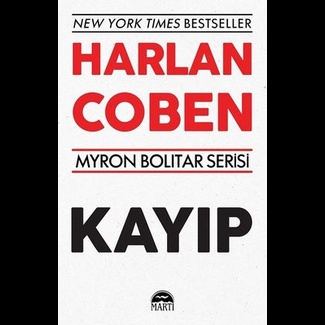 NEW YORK TIMES BESTSELLER
HARLAN
COBEN
MYRON BOLITAR SERİSİ
KAYIP
MARTI